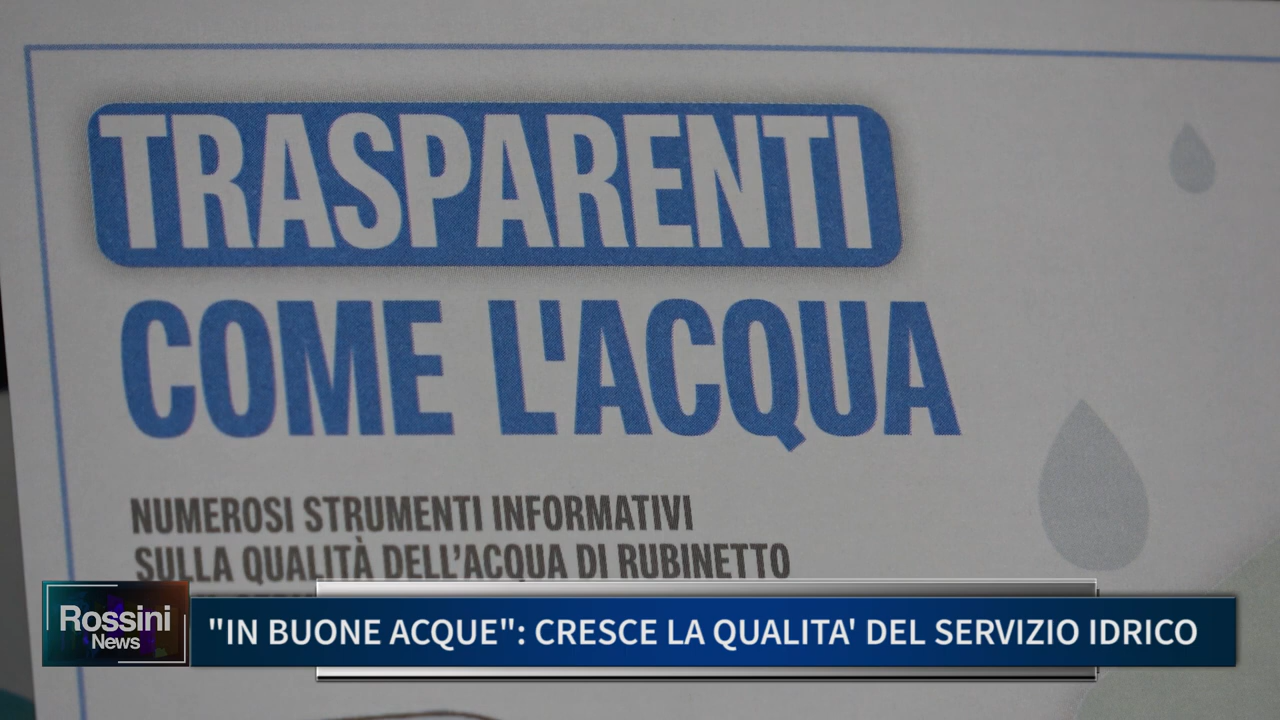 TRASPARENTI
COME L'ACQUA
NUMEROSI STRUMENTI INFORMATIVI
SULLA QUALITÀ DELL'ACQUA DI RUBINETTO
Rossini
News
"IN BUONE ACQUE": CRESCE LA QUALITA' DEL SERVIZIO IDRICO